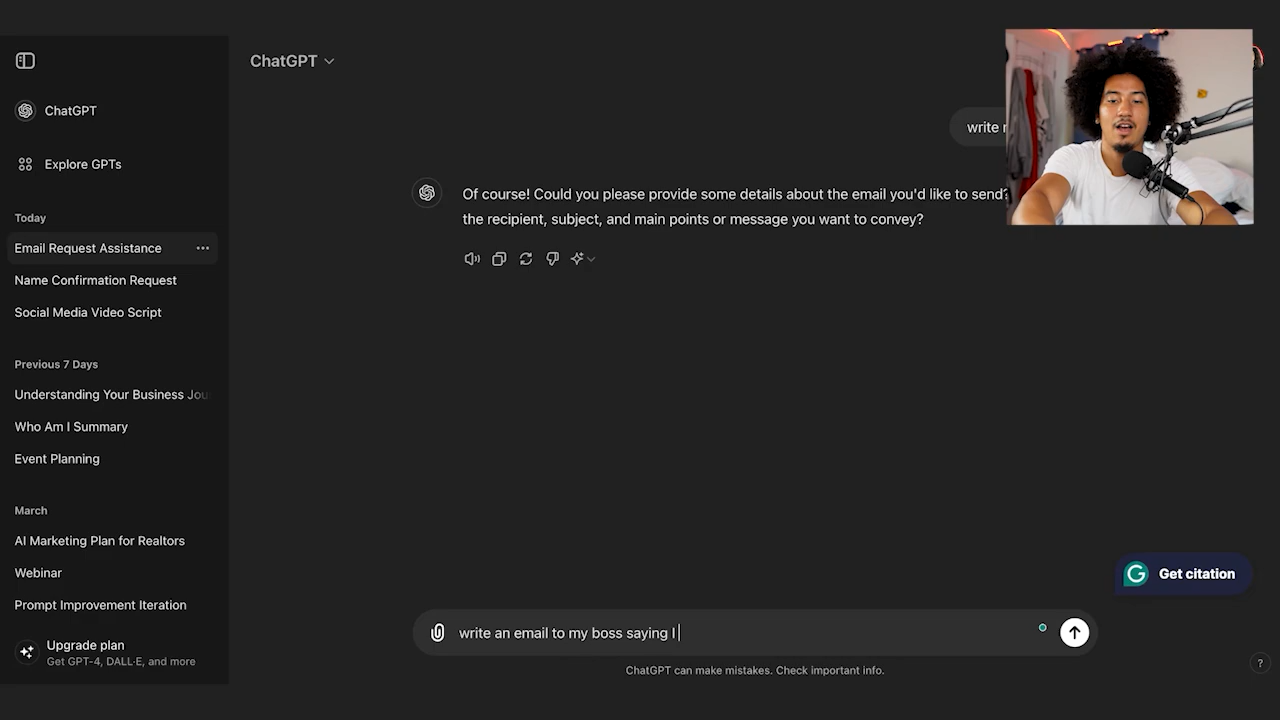 ChatGPT
ChatGPT
Explore GPTs
Today
Email Request Assistance
Name Confirmation Request
Social Media Video Script
Previous 7 Days
Understanding Your Business
Who Am I Summary
Event Planning
March
AI Marketing Plan for Realtors
Webinar
Prompt Improvement Iteration
Upgrade plan
Get GPT-4, DALL·E, and more
write
Of course! Could you please provide some details about the email you'd like to send?
the recipient, subject, and main points or message you want to convey?
G Get citation
write an email to my boss saying I
ChatGPT can make mistakes. Check important info.
?